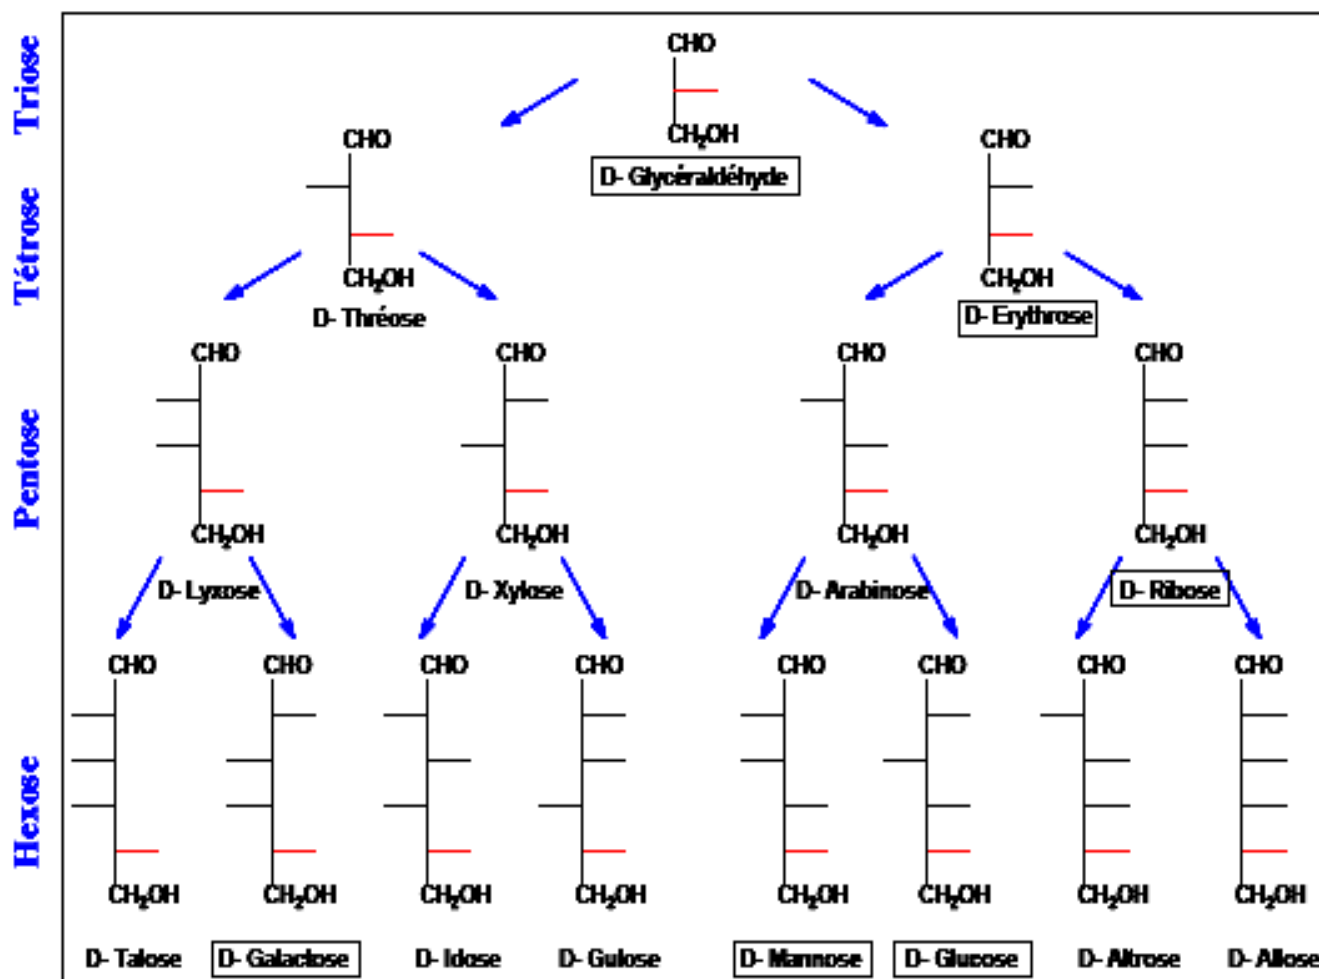 Triose
CHO
CH₂OH
D- Glycéraldéhyde
Tétrose
CHO
CHO
CH₂OH
CH₂OH
D- Thréose
D- Erythrose
Pentose
CHO
CHO
CHO
CHO
CH₂OH
CH₂OH
CH₂OH
CH₂OH
D- Lyxose
D- Xylose
D- Arabinose
D- Ribose
Hexose
CHO
CHO
CHO
CHO
CHO
CHO
CHO
CHO
CH₂OH
CH₂OH
CH₂OH
CH₂OH
CH₂OH
CH₂OH
CH₂OH
CH₂OH
D- Talose
D- Galactose
D- Idose
D- Gulose
D- Mannose
D- Glucose
D- Altrose
D- Allose